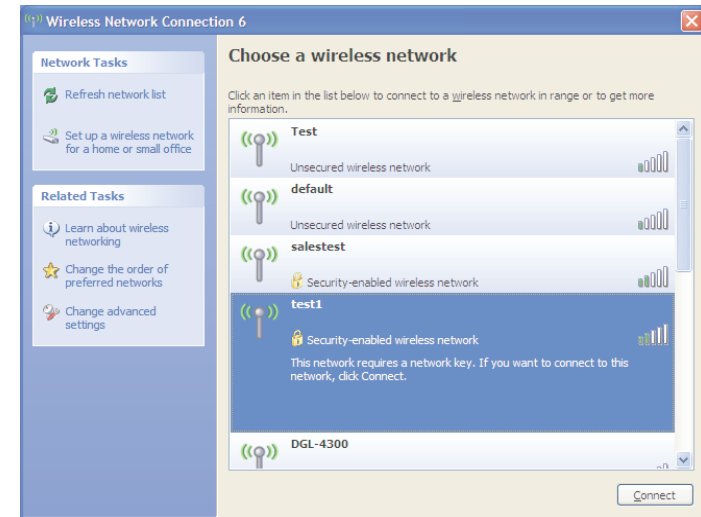 Wireless Network Connection 6
Network Tasks
Refresh network list
Set up a wireless network
for a home or small office
Related Tasks
Learn about wireless
networking
Change the order of
preferred networks
Change advanced
settings
Choose a wireless network
Click an item in the list below to connect to a wireless network in range or to get more
information.
Test
Unsecured wireless network
default
Unsecured wireless network
salestest
Security-enabled wireless network
test1
Security-enabled wireless network
This network requires a network key. If you want to connect to this
network, click Connect.
DGL-4300
Connect